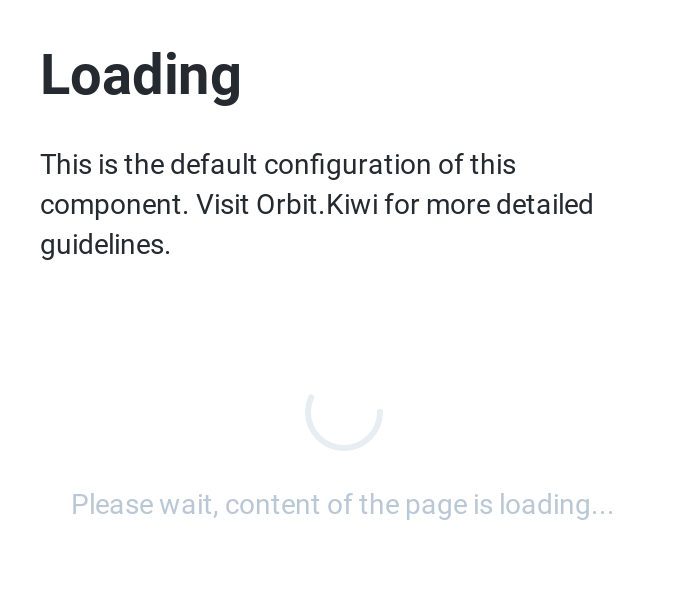 Loading
This is the default configuration of this
component. Visit Orbit.Kiwi for more detailed
guidelines.
Please wait, content of the page is loading...